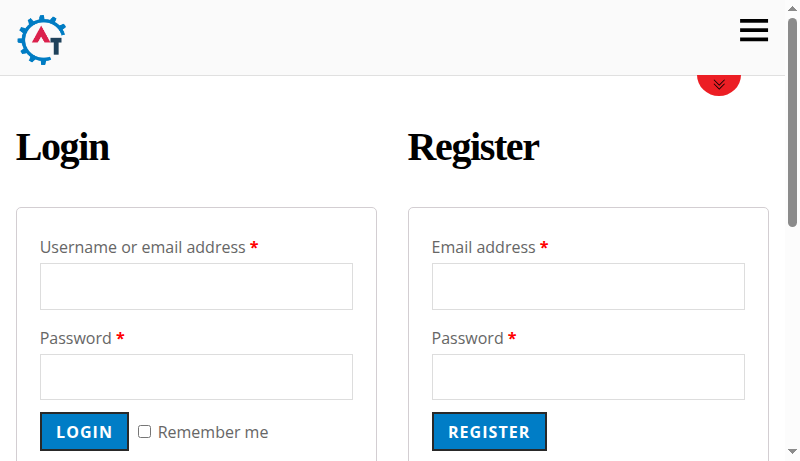 AT
Login
Register
Username or email address *
Email address *
Password *
Password *
LOGIN
Remember me
REGISTER